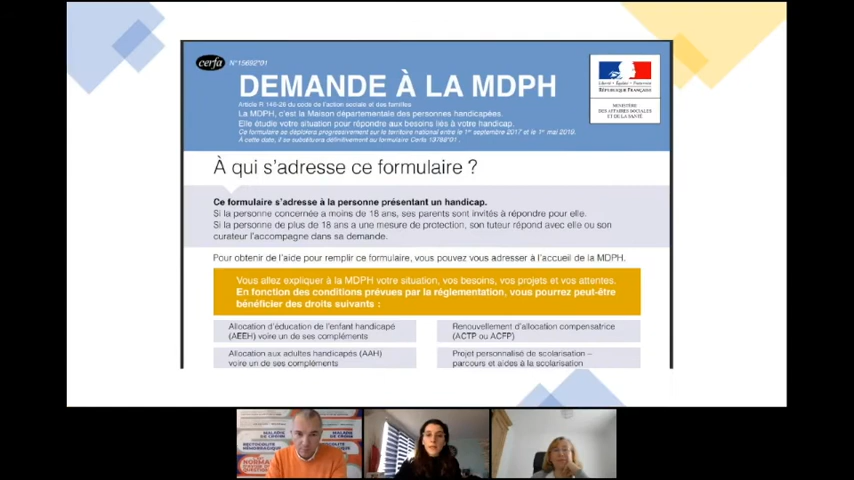 cerfa N°15692*01
DEMANDE À LA MDPH
Article R 146-26 du code de l'action sociale et des familles
La MDPH, c'est la Maison départementale des personnes handicapées.
Elle étudie votre situation pour répondre aux besoins liés à votre handicap.
Ce formulaire se déploiera progressivement sur le territoire national entre le 1er septembre 2017 et le 1er mai 2019.
À cette date, il se substituera définitivement au formulaire Cerfa 13788*01.
Liberté • Égalité • Fraternité
RÉPUBLIQUE FRANÇAISE
MINISTÈRE
DES AFFAIRES SOCIALES
ET DE LA SANTÉ
À qui s'adresse ce formulaire ?
Ce formulaire s'adresse à la personne présentant un handicap.
Si la personne concernée a moins de 18 ans, ses parents sont invités à répondre pour elle.
Si la personne de plus de 18 ans a une mesure de protection, son tuteur répond avec elle ou son
curateur l'accompagne dans sa demande.
Pour obtenir de l'aide pour remplir ce formulaire, vous pouvez vous adresser à l'accueil de la MDPH.
Vous allez expliquer à la MDPH votre situation, vos besoins, vos projets et vos attentes.
En fonction des conditions prévues par la réglementation, vous pourrez peut-être
bénéficier des droits suivants :
Allocation d'éducation de l'enfant handicapé
(AEEH) voire un de ses compléments
Renouvellement d'allocation compensatrice
(ACTP ou ACFP)
Allocation aux adultes handicapés (AAH)
voire un de ses compléments
Projet personnalisé de scolarisation –
parcours et aides à la scolarisation
MALADIE
DE CROHN
RECTOCOLITE
HÉMORRAGIQUE